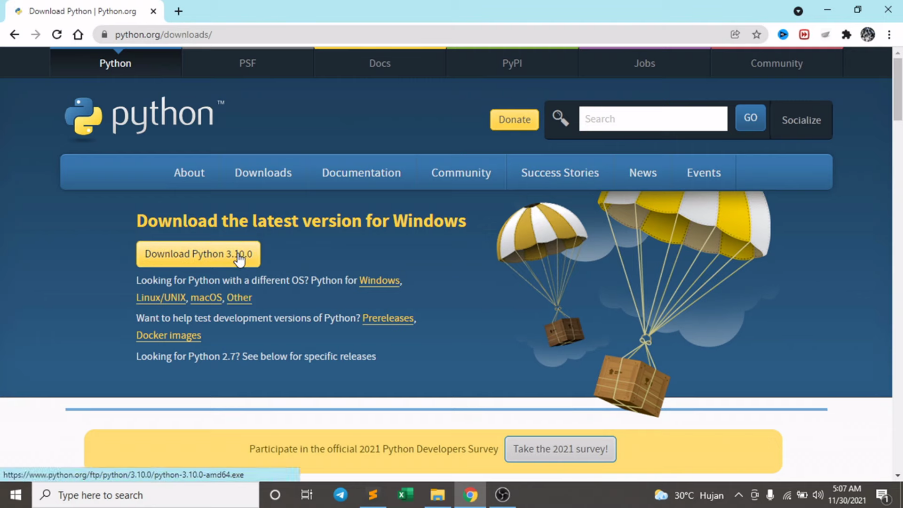 Download Python | Python.org
python.org/downloads/
Python PSF Docs PyPI Jobs Community
python™
Donate Search GO Socialize
About Downloads Documentation Community Success Stories News Events
Download the latest version for Windows
Download Python 3.10.0
Looking for Python with a different OS? Python for Windows,
Linux/UNIX, macOS, Other
Want to help test development versions of Python? Prereleases,
Docker images
Looking for Python 2.7? See below for specific releases
Participate in the official 2021 Python Developers Survey Take the 2021 survey!
https://www.python.org/ftp/python/3.10.0/python-3.10.0-amd64.exe
Type here to search
30°C Hujan
5:07 AM
11/30/2021